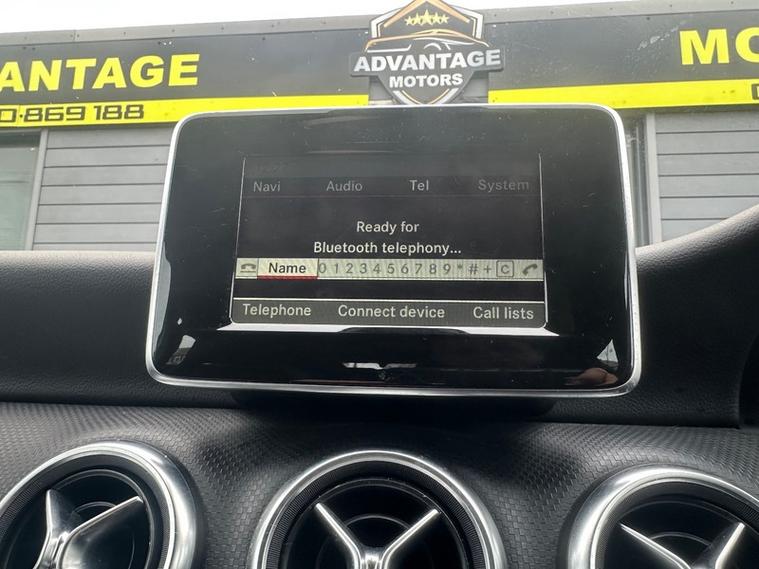 ANTAGE
0·869 188
ADVANTAGE
MOTORS
MO
Navi Audio Tel System
Ready for
Bluetooth telephony...
Name 0 1 2 3 4 5 6 7 8 9 * # + C
Telephone Connect device Call lists